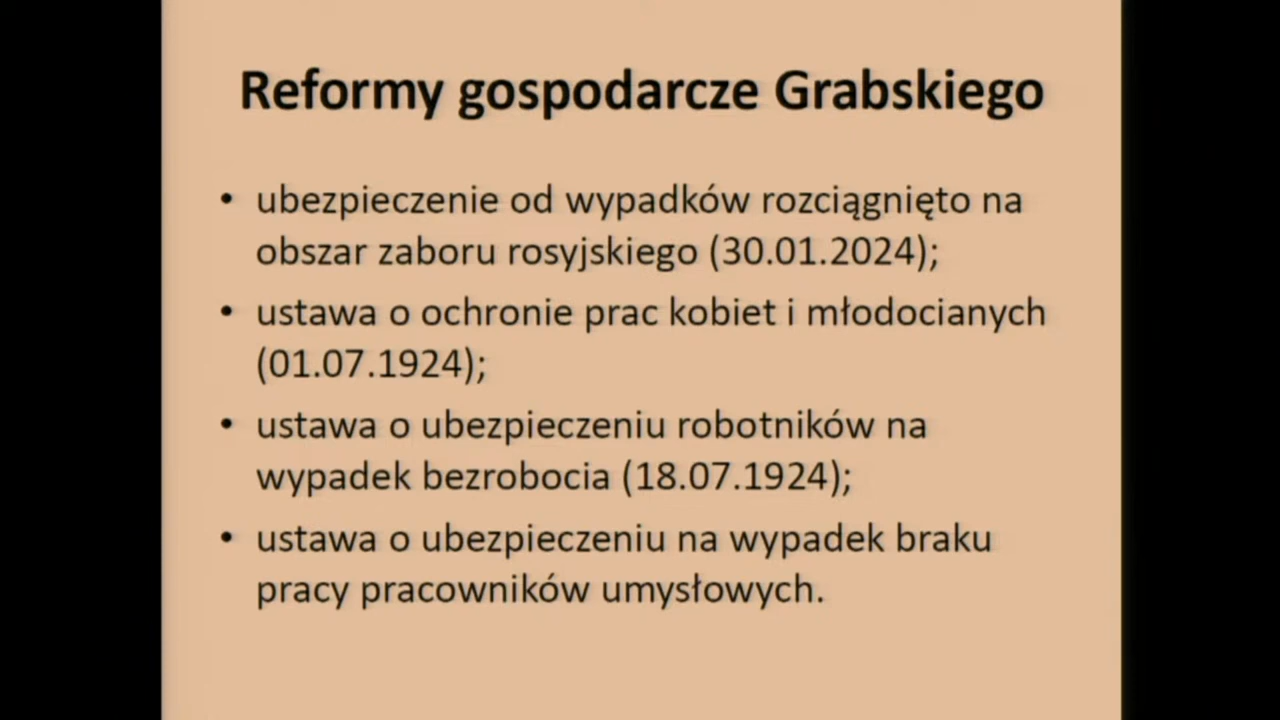 Reformy gospodarcze Grabskiego
• ubezpieczenie od wypadków rozciągnięto na
obszar zaboru rosyjskiego (30.01.2024);
• ustawa o ochronie prac kobiet i młodocianych
(01.07.1924);
• ustawa o ubezpieczeniu robotników na
wypadek bezrobocia (18.07.1924);
• ustawa o ubezpieczeniu na wypadek braku
pracy pracowników umysłowych.